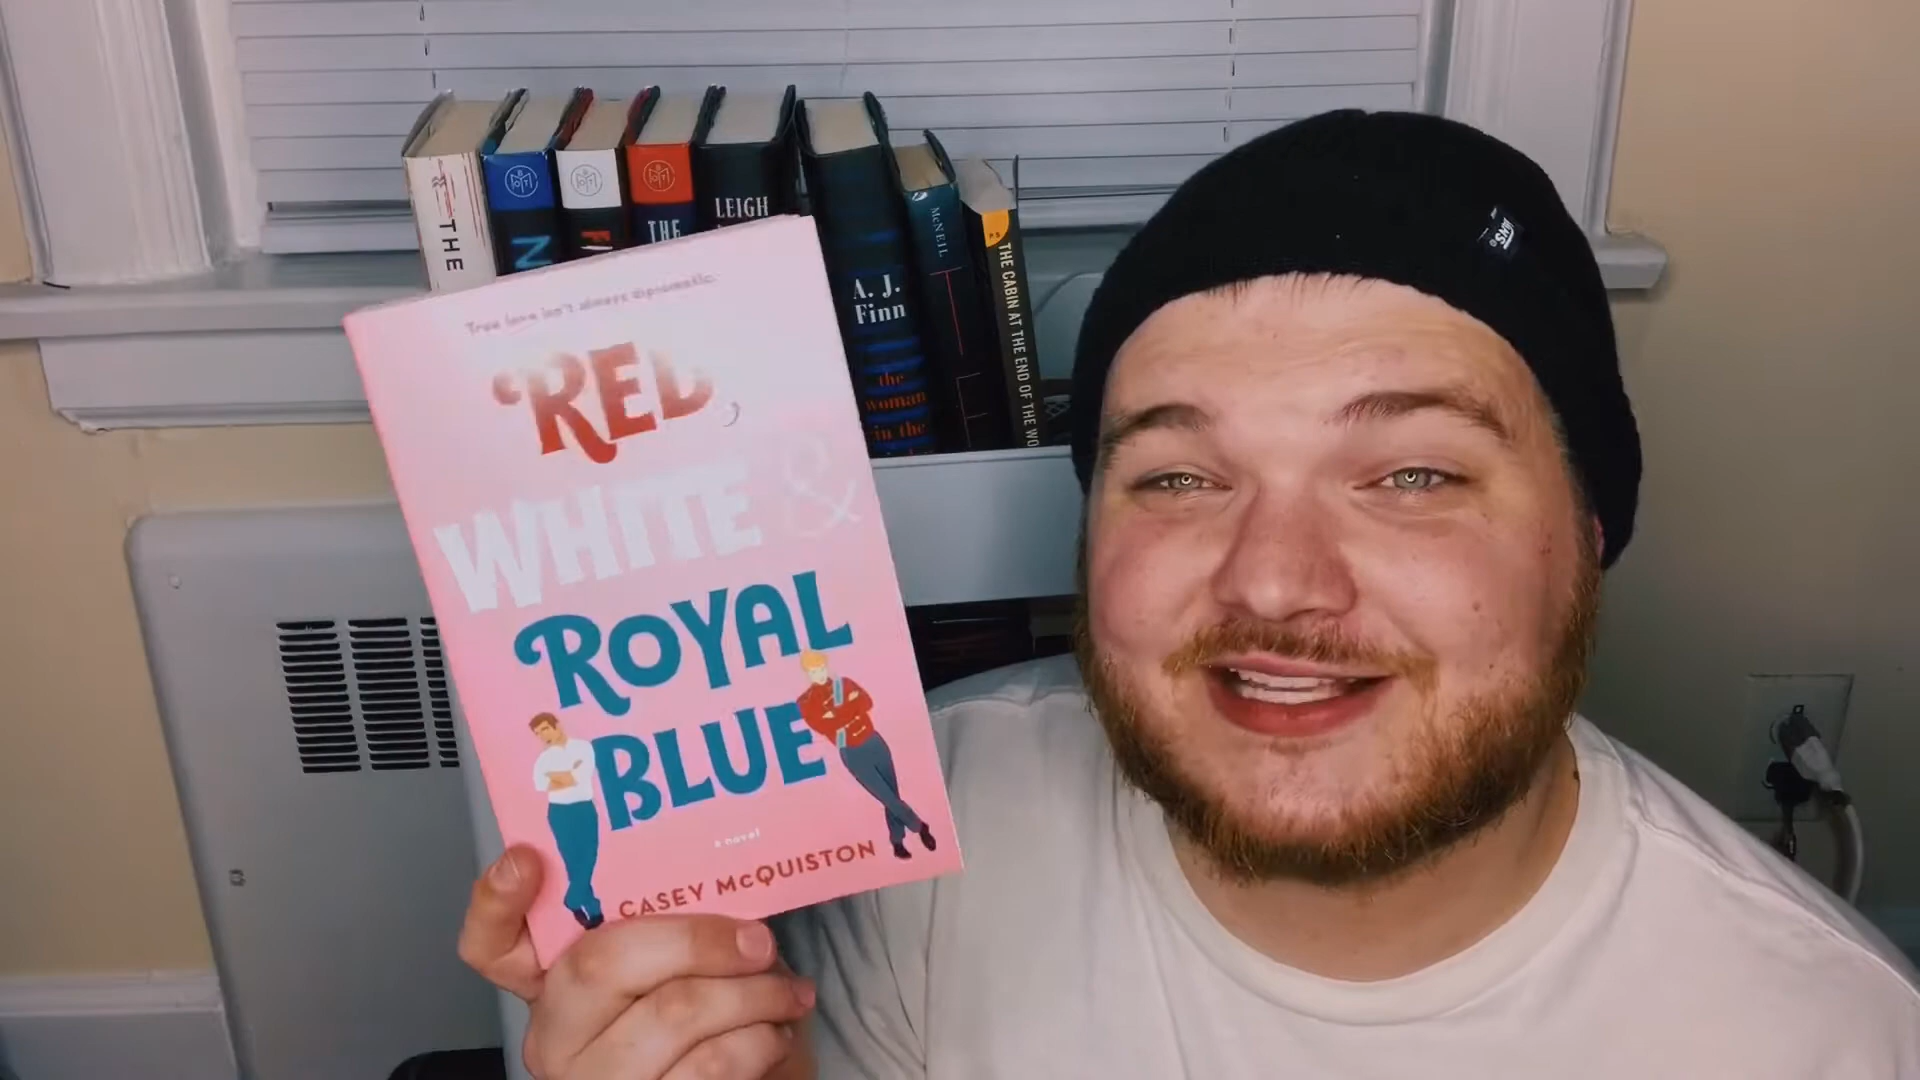 THE
N
THE
LEIGH
A. J.
Finn
the
woman
in the
McNEIL
P.S.
THE CABIN AT THE END OF THE WO
True love isn't always diplomatic.
RED,
WHITE &
ROYAL
BLUE
a novel
CASEY McQUISTON